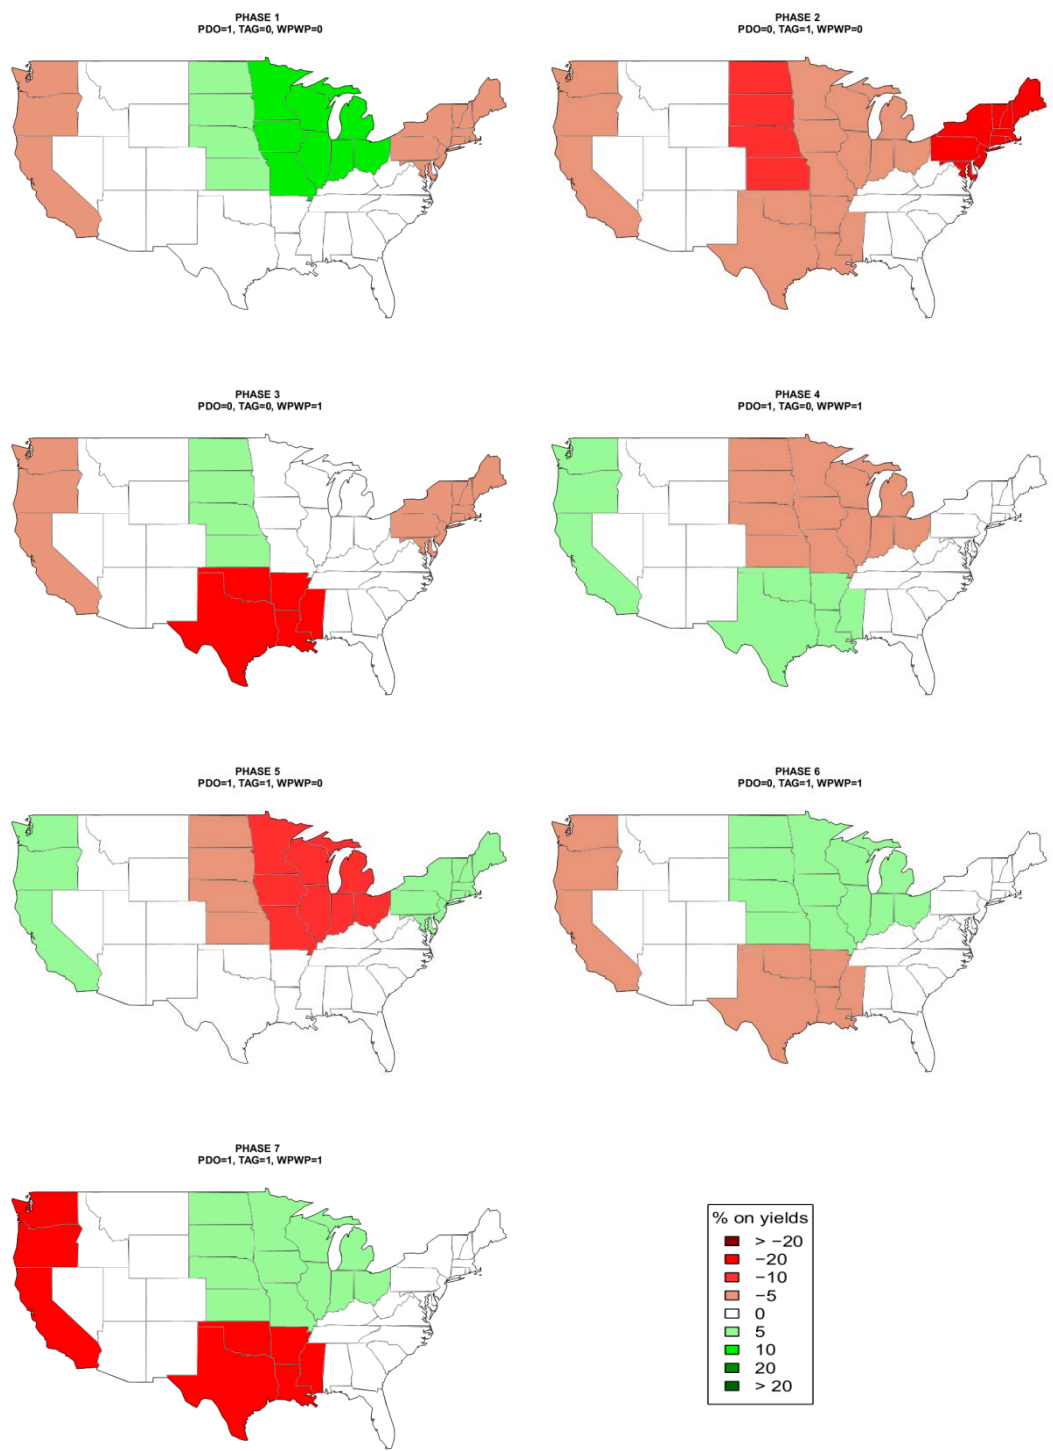 PHASE 1
PDO=1, TAG=0, WPWP=0
PHASE 2
PDO=0, TAG=1, WPWP=0
PHASE 3
PDO=0, TAG=0, WPWP=1
PHASE 4
PDO=1, TAG=0, WPWP=1
PHASE 5
PDO=1, TAG=1, WPWP=0
PHASE 6
PDO=0, TAG=1, WPWP=1
PHASE 7
PDO=1, TAG=1, WPWP=1
% on yields
> −20
−20
−10
−5
0
5
10
20
> 20